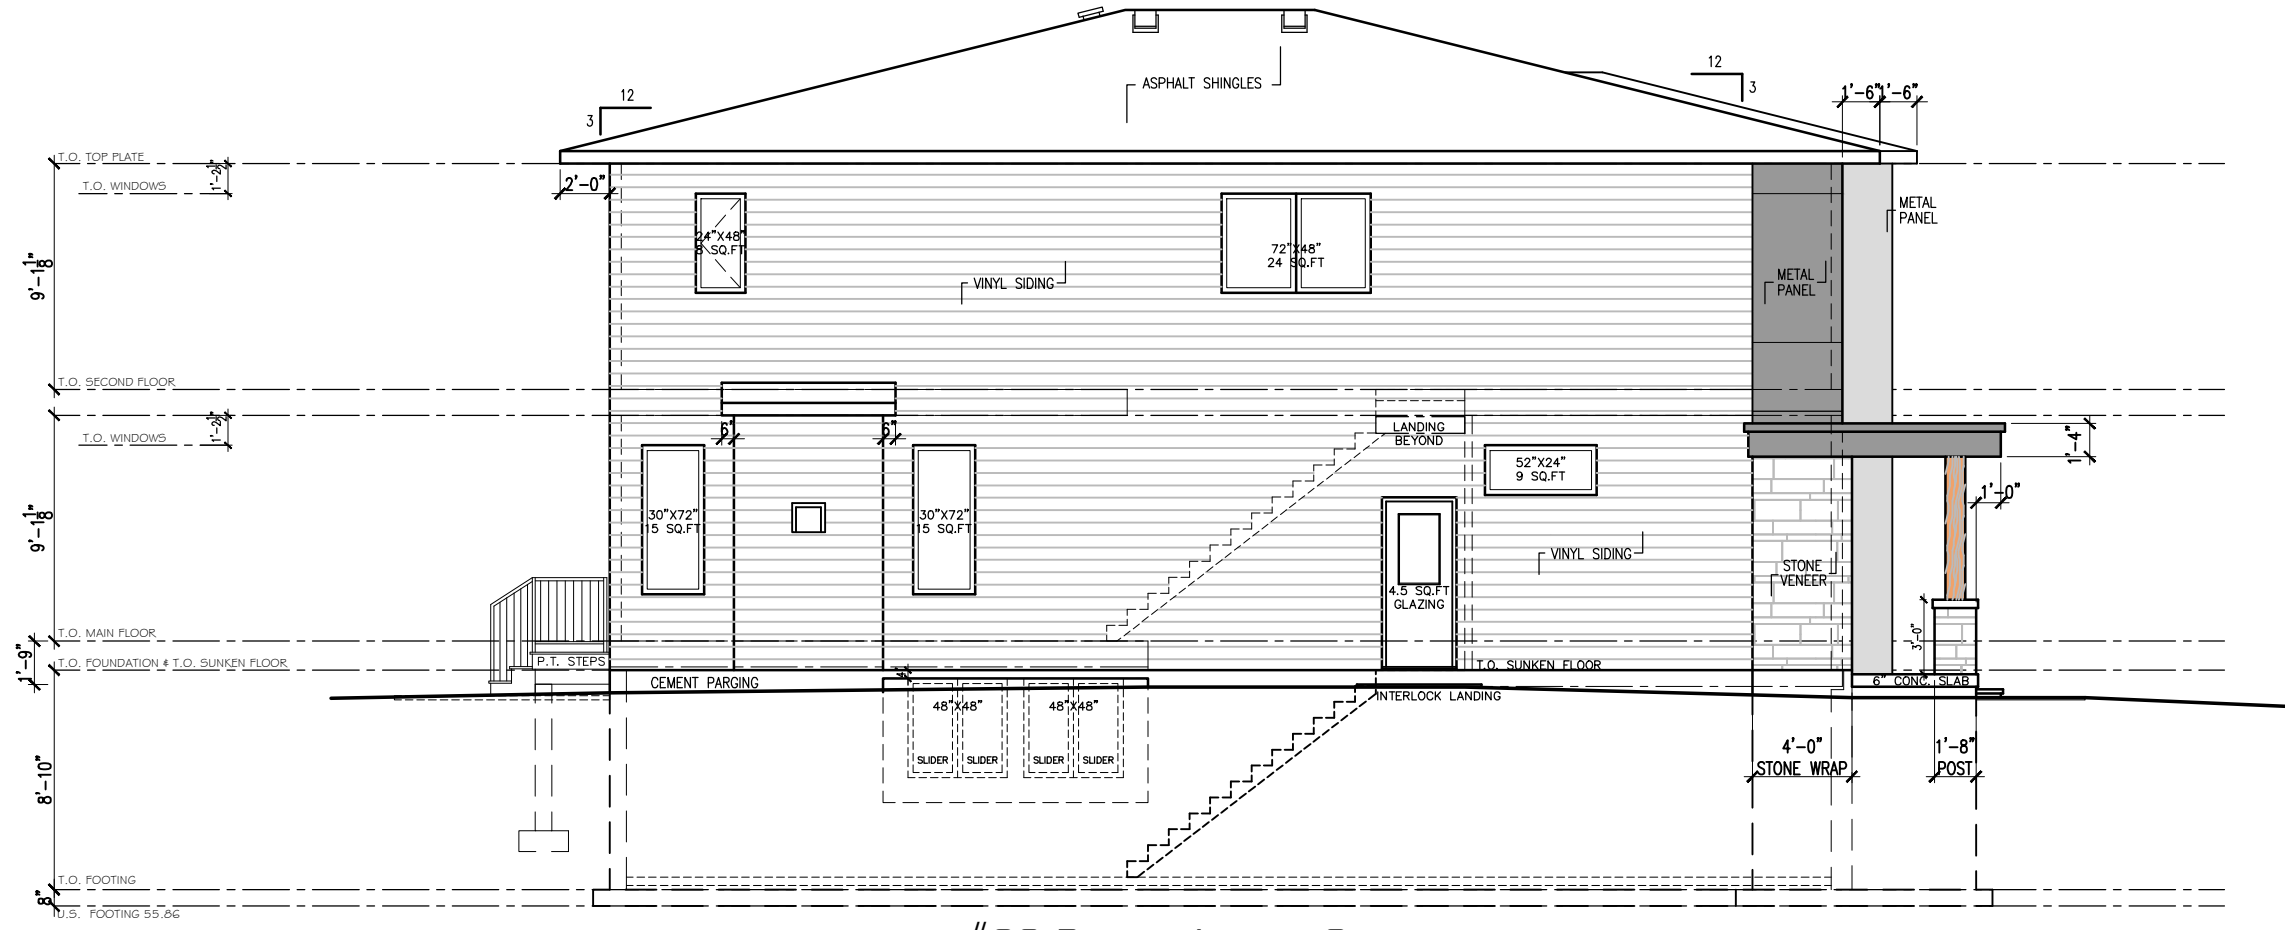 ASPHALT SHINGLES
12
3
12
3
1'-6"
1'-6"
T.O. TOP PLATE
1'-2½"
T.O. WINDOWS
2'-0"
METAL
PANEL
24"X48"
8 SQ.FT
72"X48"
24 SQ.FT
VINYL SIDING
METAL
PANEL
9'-1⅛"
T.O. SECOND FLOOR
1'-2½"
T.O. WINDOWS
6"
6"
LANDING
BEYOND
1'-4"
52"X24"
9 SQ.FT
1'-0"
30"X72"
15 SQ.FT
30"X72"
15 SQ.FT
9'-1⅛"
VINYL SIDING
STONE
VENEER
4.5 SQ.FT
GLAZING
3'-0"
T.O. MAIN FLOOR
1'-9"
T.O. FOUNDATION & T.O. SUNKEN FLOOR
P.T. STEPS
T.O. SUNKEN FLOOR
CEMENT PARGING
6" CONC. SLAB
INTERLOCK LANDING
48"X48"
48"X48"
SLIDER
SLIDER
SLIDER
SLIDER
4'-0"
STONE WRAP
1'-8"
POST
8'-10"
T.O. FOOTING
8"
U.S. FOOTING 55.86